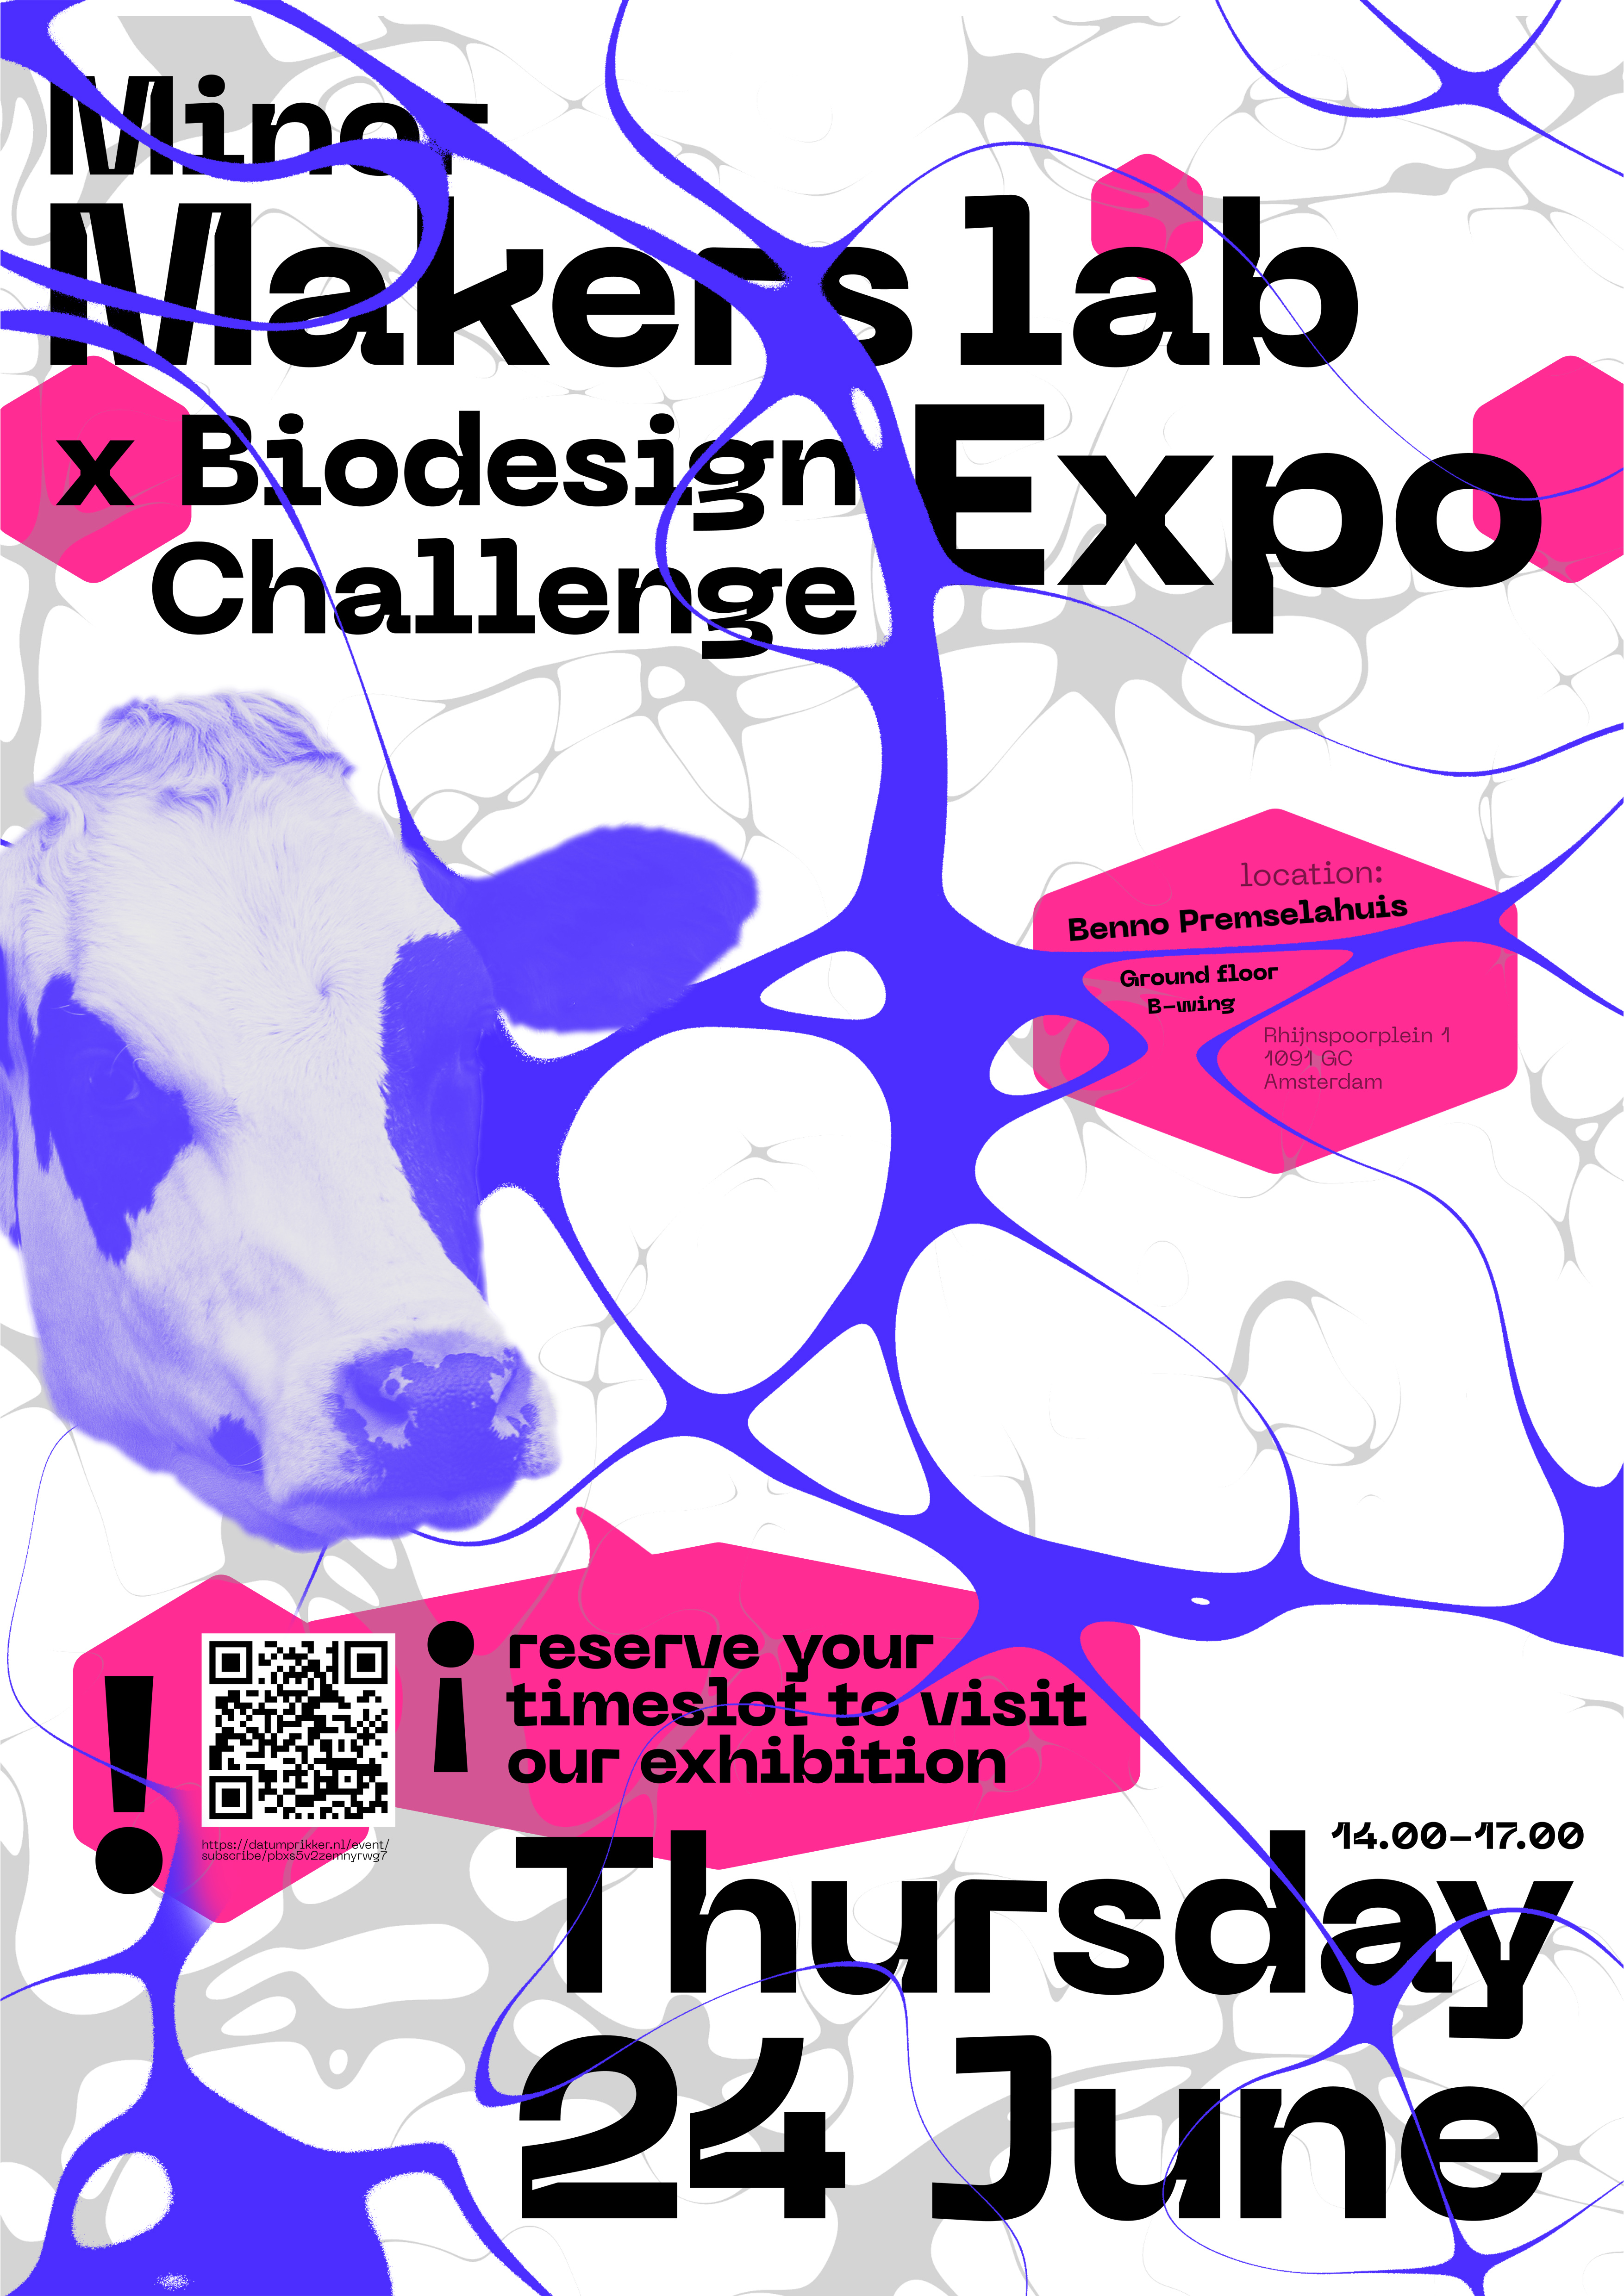 Minor
Makers lab
x Biodesign
Challenge
Expo
location:
Benno Premselahuis
Ground floor
B-wing
Rhijnspoorplein 1
1091 GC
Amsterdam
!
¡
reserve your
timeslot to visit
our exhibition
https://datumprikker.nl/event/
subscribe/pbxs5v2zemnyrwg7
14.00-17.00
Thursday
24 June